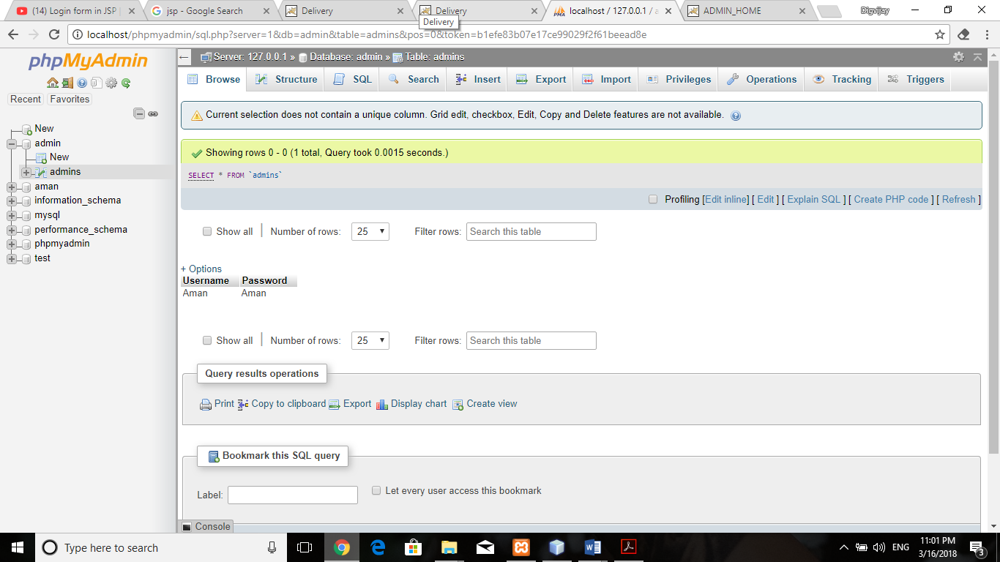 (14) Login form in JSP
jsp - Google Search
Delivery
Delivery
localhost / 127.0.0.1 / a
ADMIN_HOME
Digvijay
Delivery
localhost/phpmyadmin/sql.php?server=1&db=admin&table=admins&pos=0&token=b1efe83b07e17ce99029f2f61beead8e
phpMyAdmin
Recent Favorites
New
admin
New
admins
aman
information_schema
mysql
performance_schema
phpmyadmin
test
Server: 127.0.0.1 » Database: admin » Table: admins
Browse Structure SQL Search Insert Export Import Privileges Operations Tracking Triggers
Current selection does not contain a unique column. Grid edit, checkbox, Edit, Copy and Delete features are not available.
Showing rows 0 - 0 (1 total, Query took 0.0015 seconds.)
SELECT * FROM `admins`
Profiling [Edit inline] [ Edit ] [ Explain SQL ] [ Create PHP code ] [ Refresh ]
Show all Number of rows: 25 Filter rows: Search this table
+ Options
Username Password
Aman Aman
Show all Number of rows: 25 Filter rows: Search this table
Query results operations
Print Copy to clipboard Export Display chart Create view
Bookmark this SQL query
Label: Let every user access this bookmark
Console
Type here to search
ENG
11:01 PM
3/16/2018
3